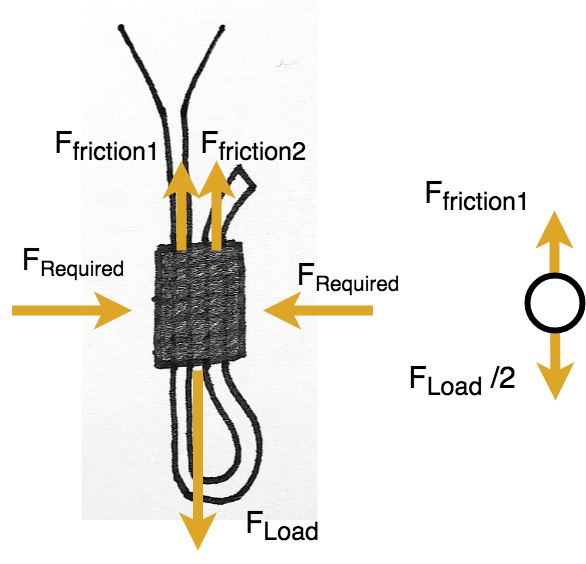 Ffriction1
Ffriction2
FRequired
FRequired
FLoad
Ffriction1
FLoad /2